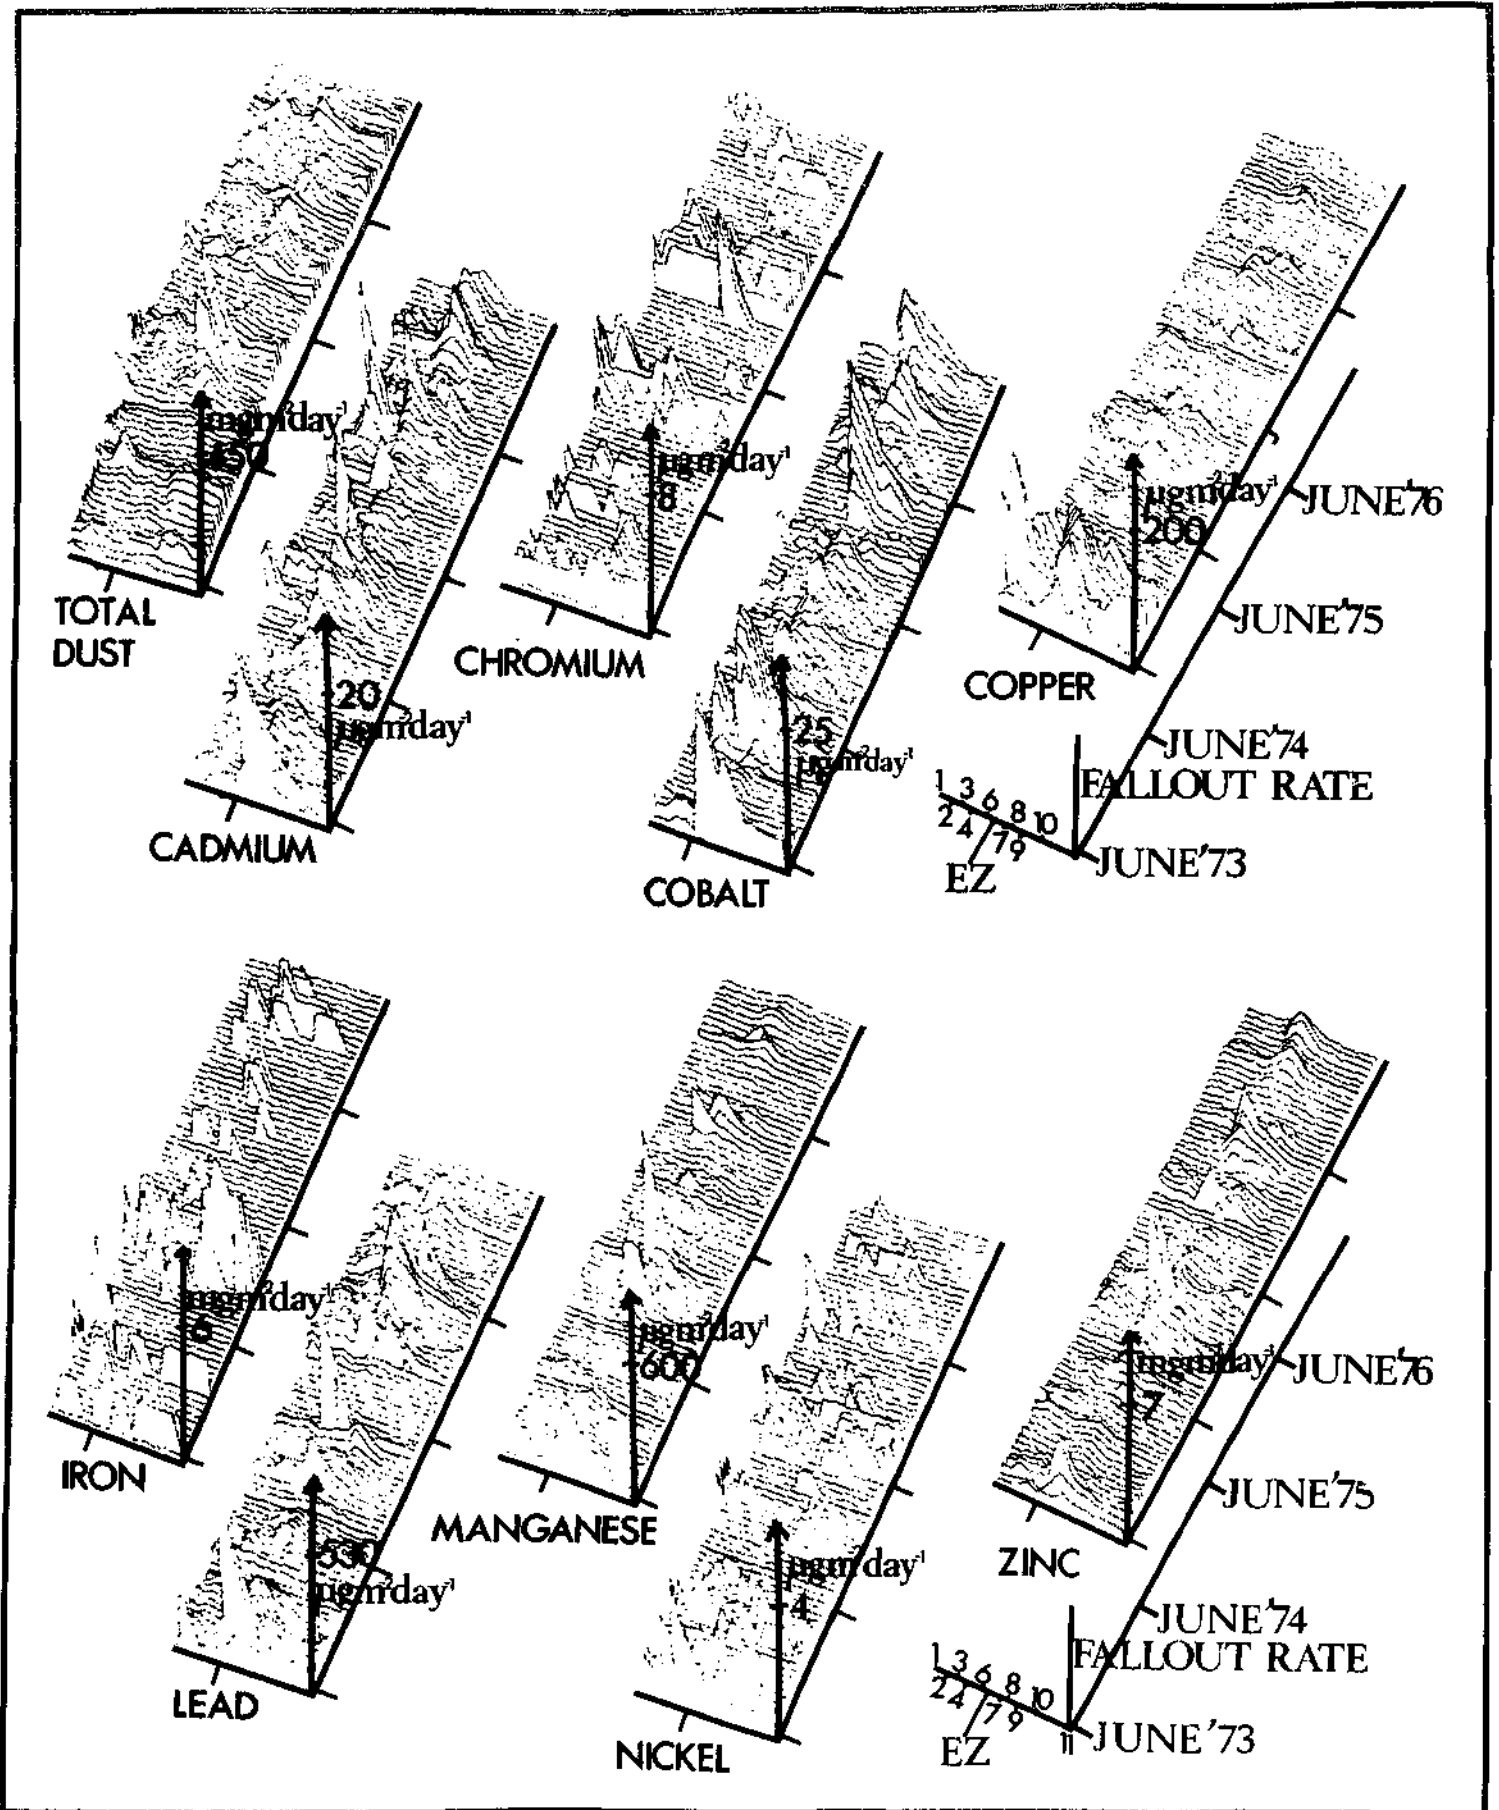 mgm⁻²day⁻¹
450
TOTAL
DUST
20
µgm⁻²day⁻¹
CADMIUM
µgm⁻²day⁻¹
8
CHROMIUM
25
µgm⁻²day⁻¹
COBALT
µgm⁻²day⁻¹
200
COPPER
JUNE'76
JUNE'75
JUNE'74
FALLOUT RATE
1 3 6 8 10
2 4 7 9
EZ
JUNE'73
mgm⁻²day⁻¹
6
IRON
530
µgm⁻²day⁻¹
LEAD
µgm⁻²day⁻¹
600
MANGANESE
µgm⁻²day⁻¹
4
NICKEL
mgm⁻²day⁻¹
7
ZINC
JUNE'76
JUNE'75
JUNE'74
FALLOUT RATE
1 3 6 8 10
2 4 7 9 11
EZ
JUNE'73